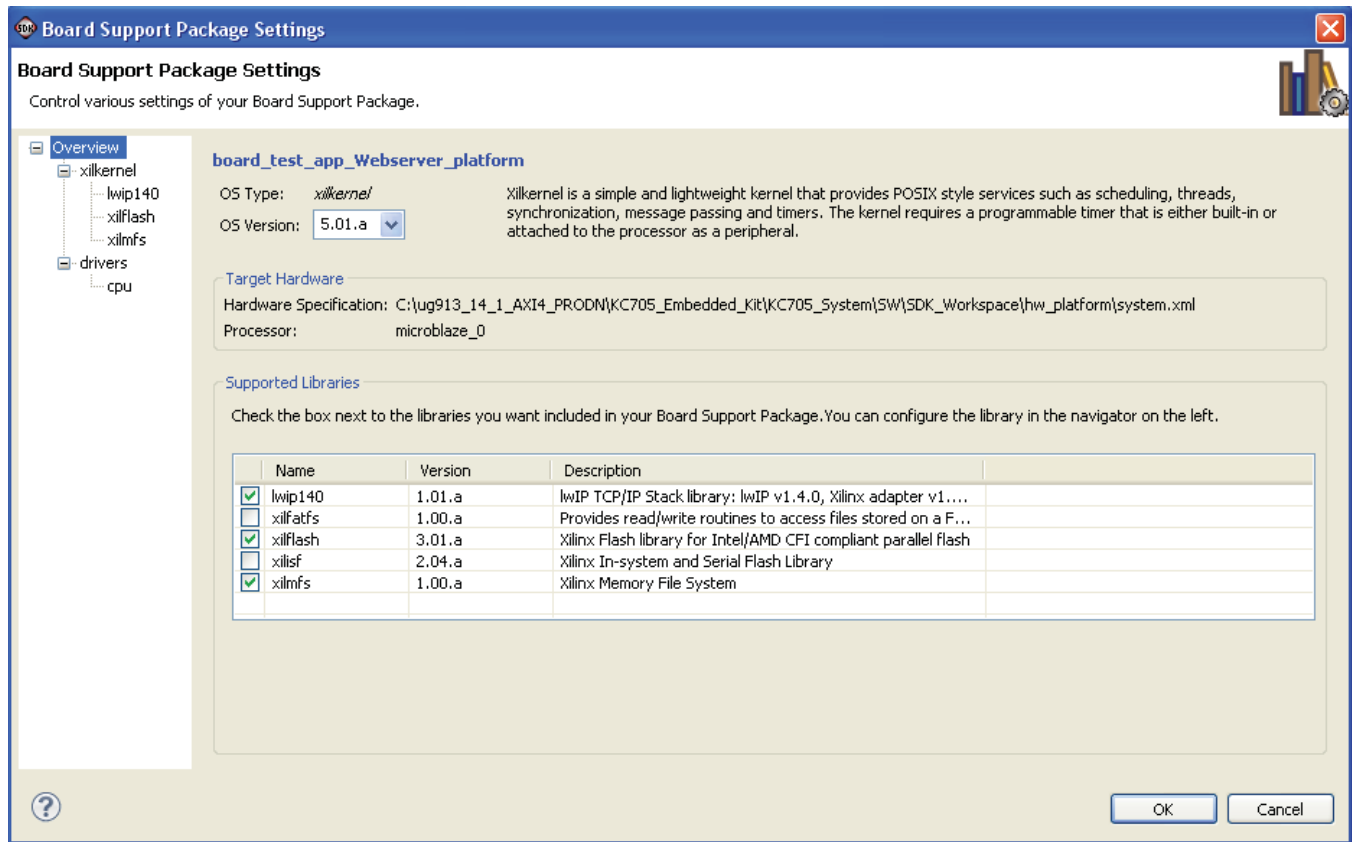 SDK Board Support Package Settings
Board Support Package Settings
Control various settings of your Board Support Package.
Overview
xilkernel
lwip140
xilflash
xilmfs
drivers
cpu
board_test_app_Webserver_platform
OS Type: xilkernel
OS Version: 5.01.a
Xilkernel is a simple and lightweight kernel that provides POSIX style services such as scheduling, threads,
synchronization, message passing and timers. The kernel requires a programmable timer that is either built-in or
attached to the processor as a peripheral.
Target Hardware
Hardware Specification: C:\ug913_14_1_AXI4_PRODN\KC705_Embedded_Kit\KC705_System\SW\SDK_Workspace\hw_platform\system.xml
Processor: microblaze_0
Supported Libraries
Check the box next to the libraries you want included in your Board Support Package.You can configure the library in the navigator on the left.
Name Version Description
lwip140 1.01.a lwIP TCP/IP Stack library: lwIP v1.4.0, Xilinx adapter v1....
xilfatfs 1.00.a Provides read/write routines to access files stored on a F...
xilflash 3.01.a Xilinx Flash library for Intel/AMD CFI compliant parallel flash
xilisf 2.04.a Xilinx In-system and Serial Flash Library
xilmfs 1.00.a Xilinx Memory File System
?
OK Cancel